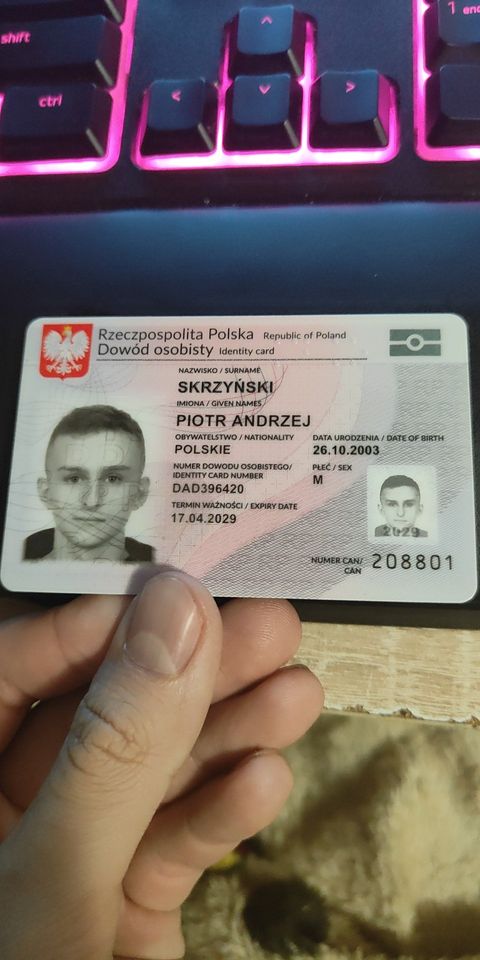 shift
ctrl
1 end
Rzeczpospolita Polska Republic of Poland
Dowód osobisty Identity card
NAZWISKO / SURNAME
SKRZYŃSKI
IMIONA / GIVEN NAMES
PIOTR ANDRZEJ
OBYWATELSTWO / NATIONALITY DATA URODZENIA / DATE OF BIRTH
POLSKIE 26.10.2003
NUMER DOWODU OSOBISTEGO/ PŁEĆ / SEX
IDENTITY CARD NUMBER M
DAD396420
TERMIN WAŻNOŚCI / EXPIRY DATE
17.04.2029
2029
NUMER CAN/ 208801
CAN